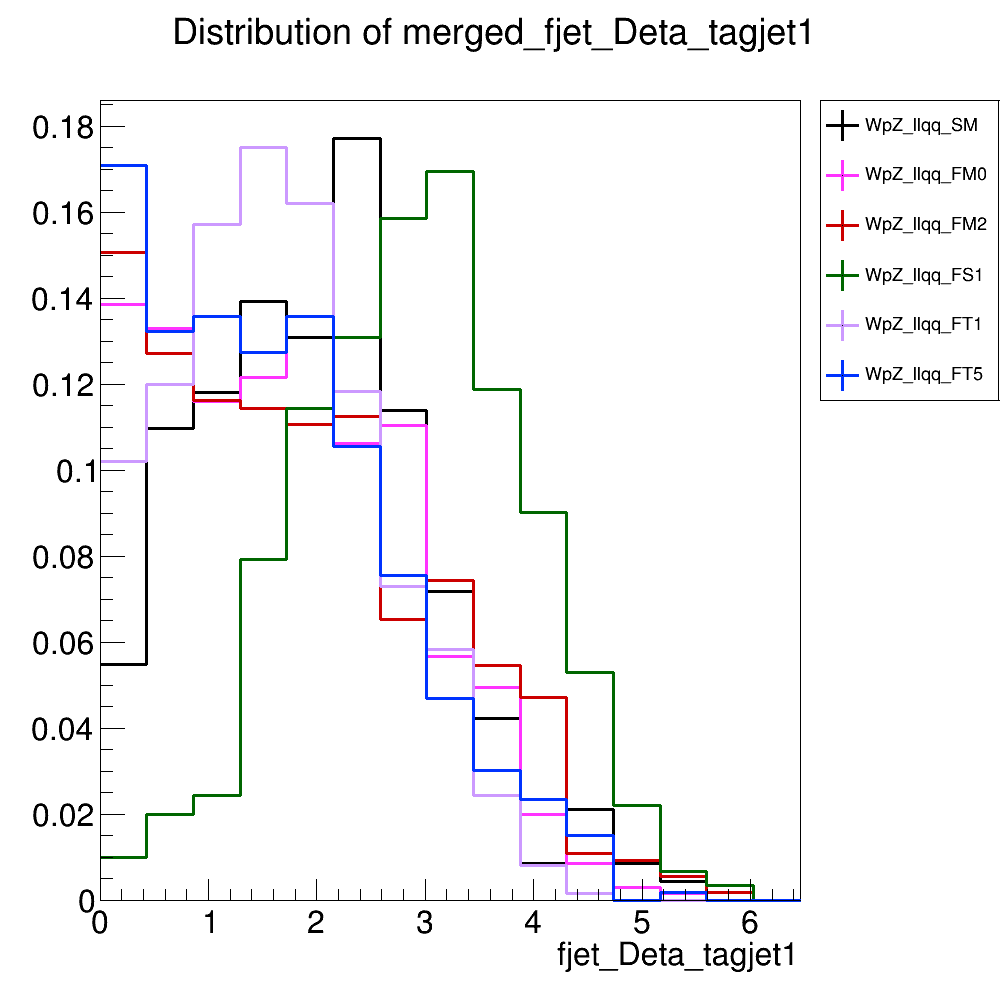 Distribution of merged_fjet_Deta_tagjet1
0.18
0.16
0.14
0.12
0.1
0.08
0.06
0.04
0.02
0
0 1 2 3 4 5 6
fjet_Deta_tagjet1
WpZ_llqq_SM
WpZ_llqq_FM0
WpZ_llqq_FM2
WpZ_llqq_FS1
WpZ_llqq_FT1
WpZ_llqq_FT5